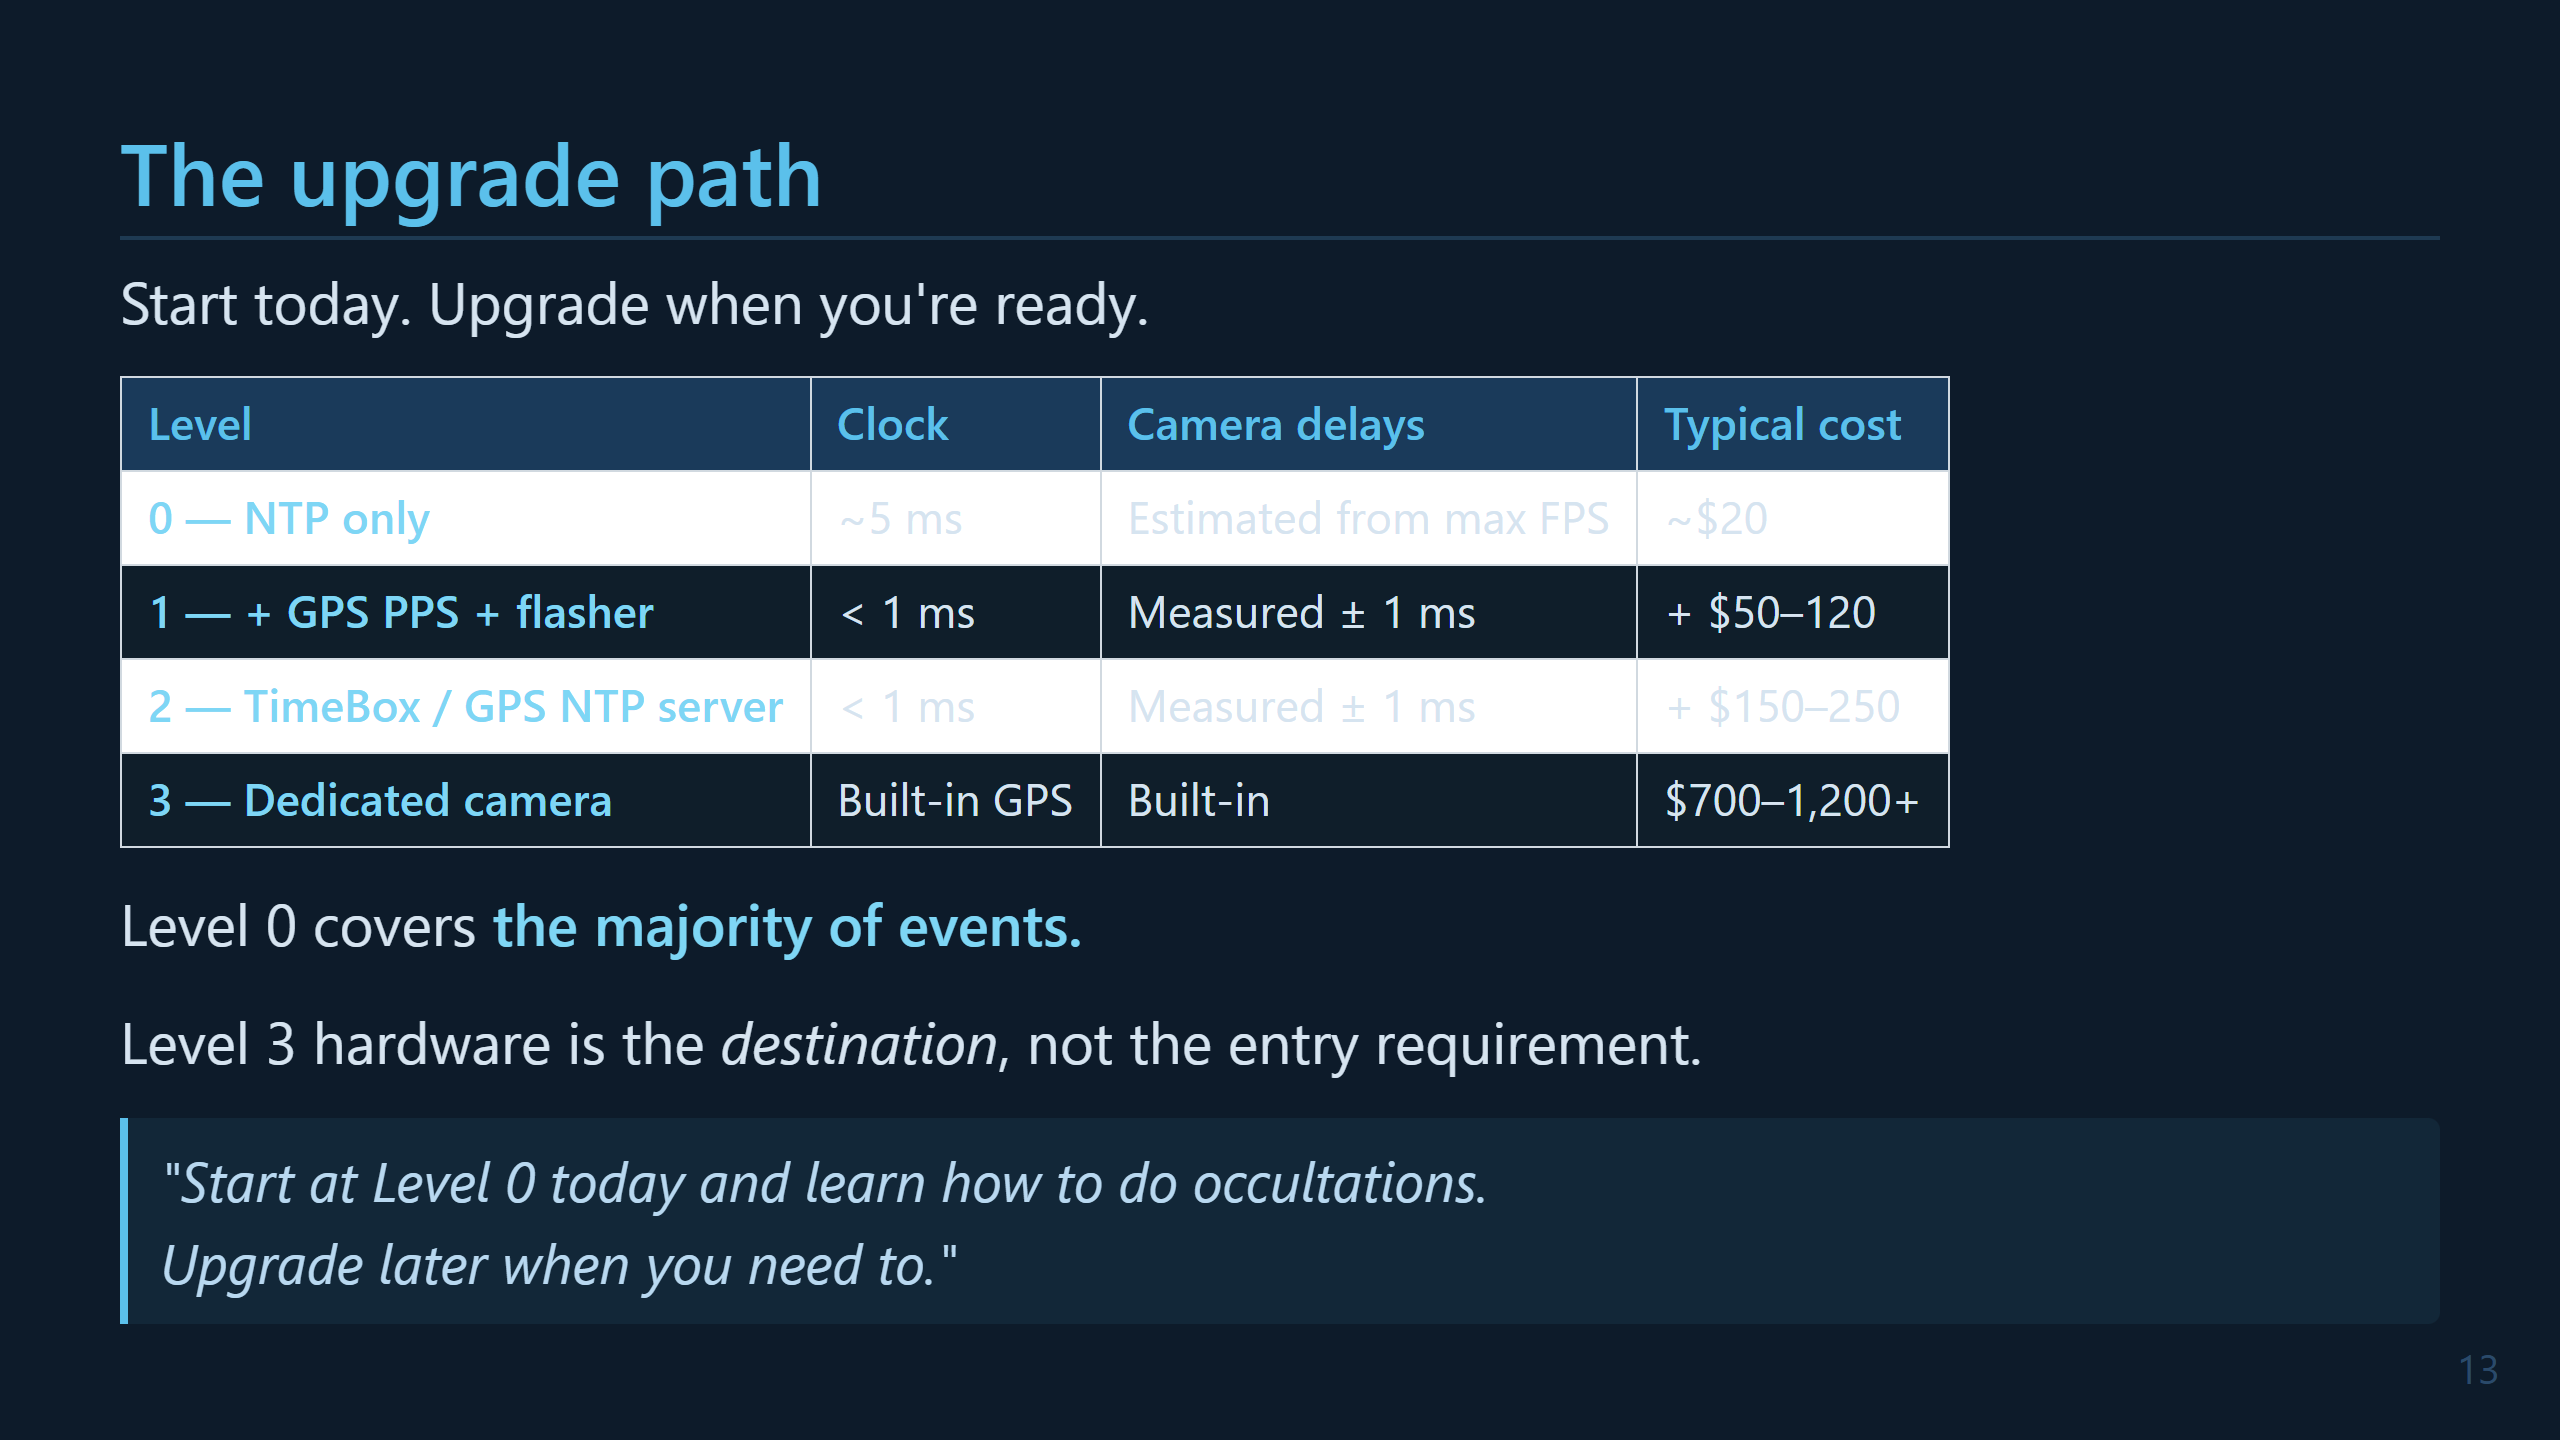 The upgrade path
Start today. Upgrade when you're ready.
Level Clock Camera delays Typical cost
0 — NTP only ~5 ms Estimated from max FPS ~$20
1 — + GPS PPS + flasher < 1 ms Measured ± 1 ms + $50–120
2 — TimeBox / GPS NTP server < 1 ms Measured ± 1 ms + $150–250
3 — Dedicated camera Built-in GPS Built-in $700–1,200+
Level 0 covers the majority of events.
Level 3 hardware is the destination, not the entry requirement.
"Start at Level 0 today and learn how to do occultations.
Upgrade later when you need to."
13